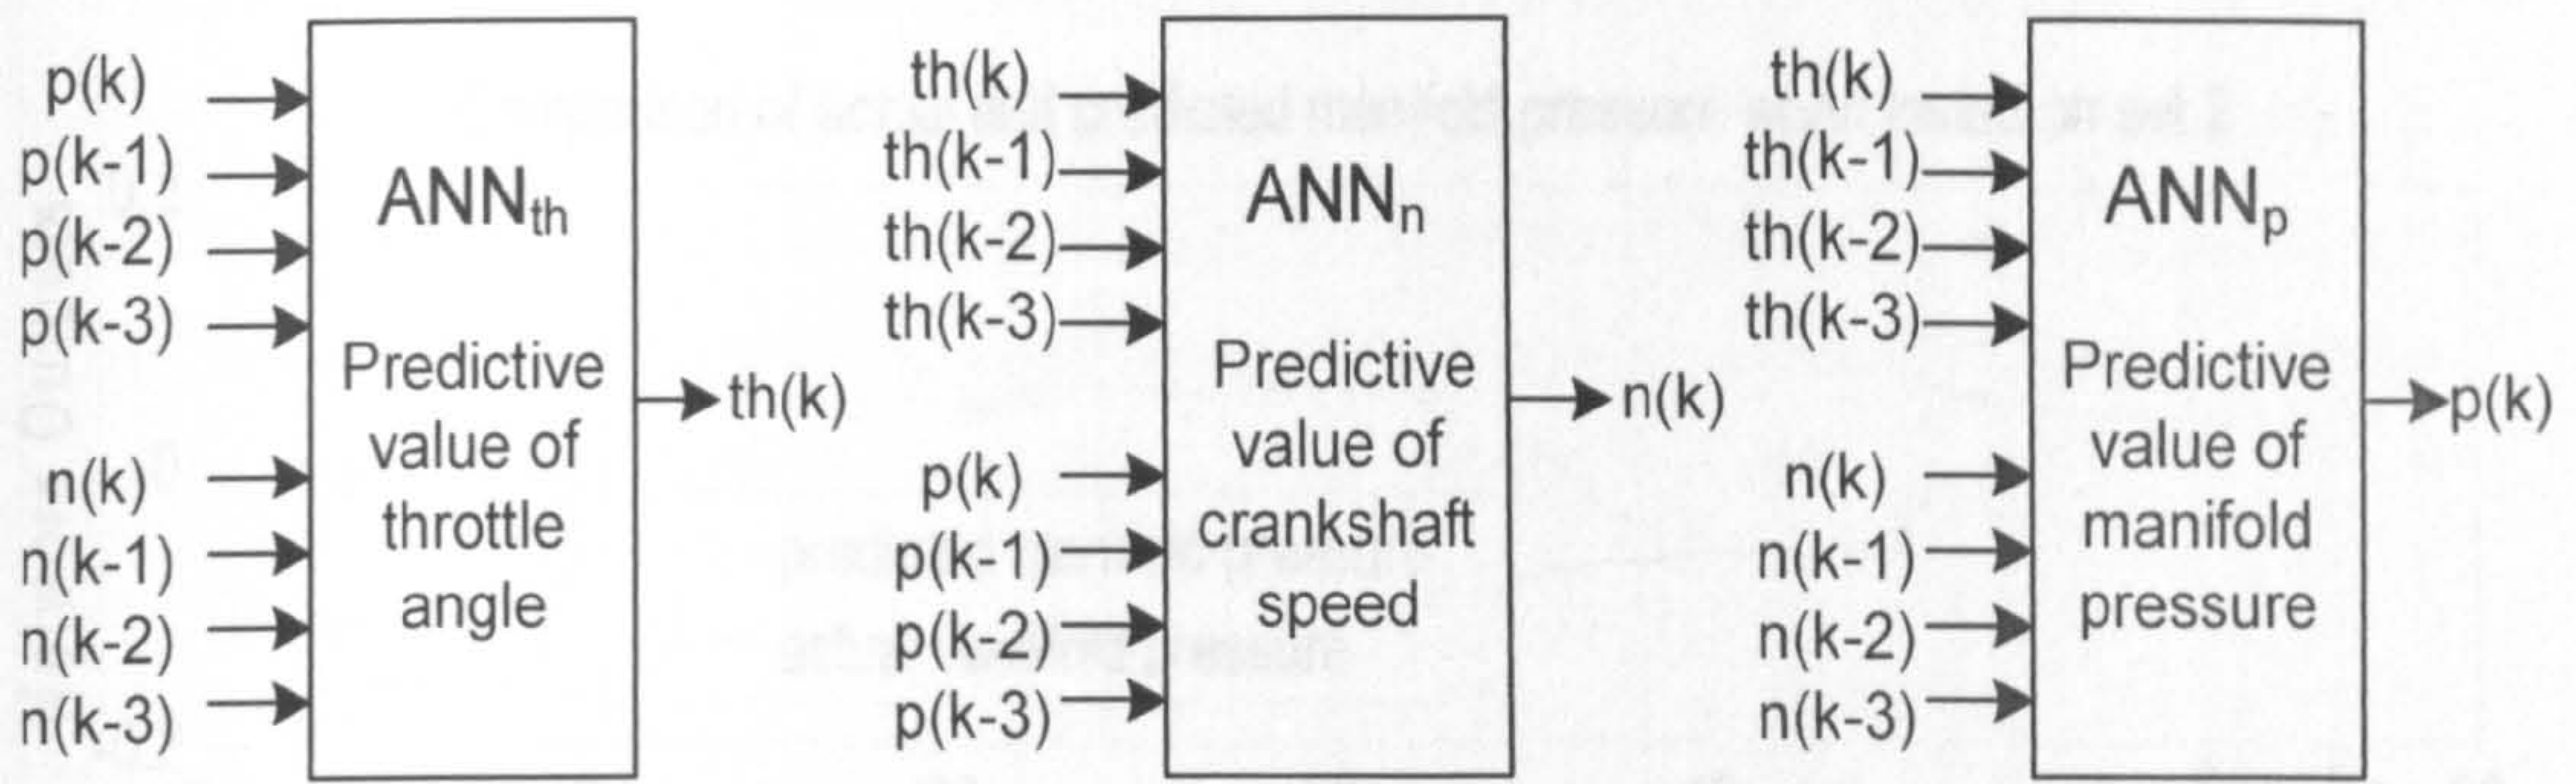 p(k)
p(k-1)
p(k-2)
p(k-3)
n(k)
n(k-1)
n(k-2)
n(k-3)
ANNth
Predictive
value of
throttle
angle
th(k)
th(k)
th(k-1)
th(k-2)
th(k-3)
p(k)
p(k-1)
p(k-2)
p(k-3)
ANNn
Predictive
value of
crankshaft
speed
n(k)
th(k)
th(k-1)
th(k-2)
th(k-3)
n(k)
n(k-1)
n(k-2)
n(k-3)
ANNp
Predictive
value of
manifold
pressure
p(k)